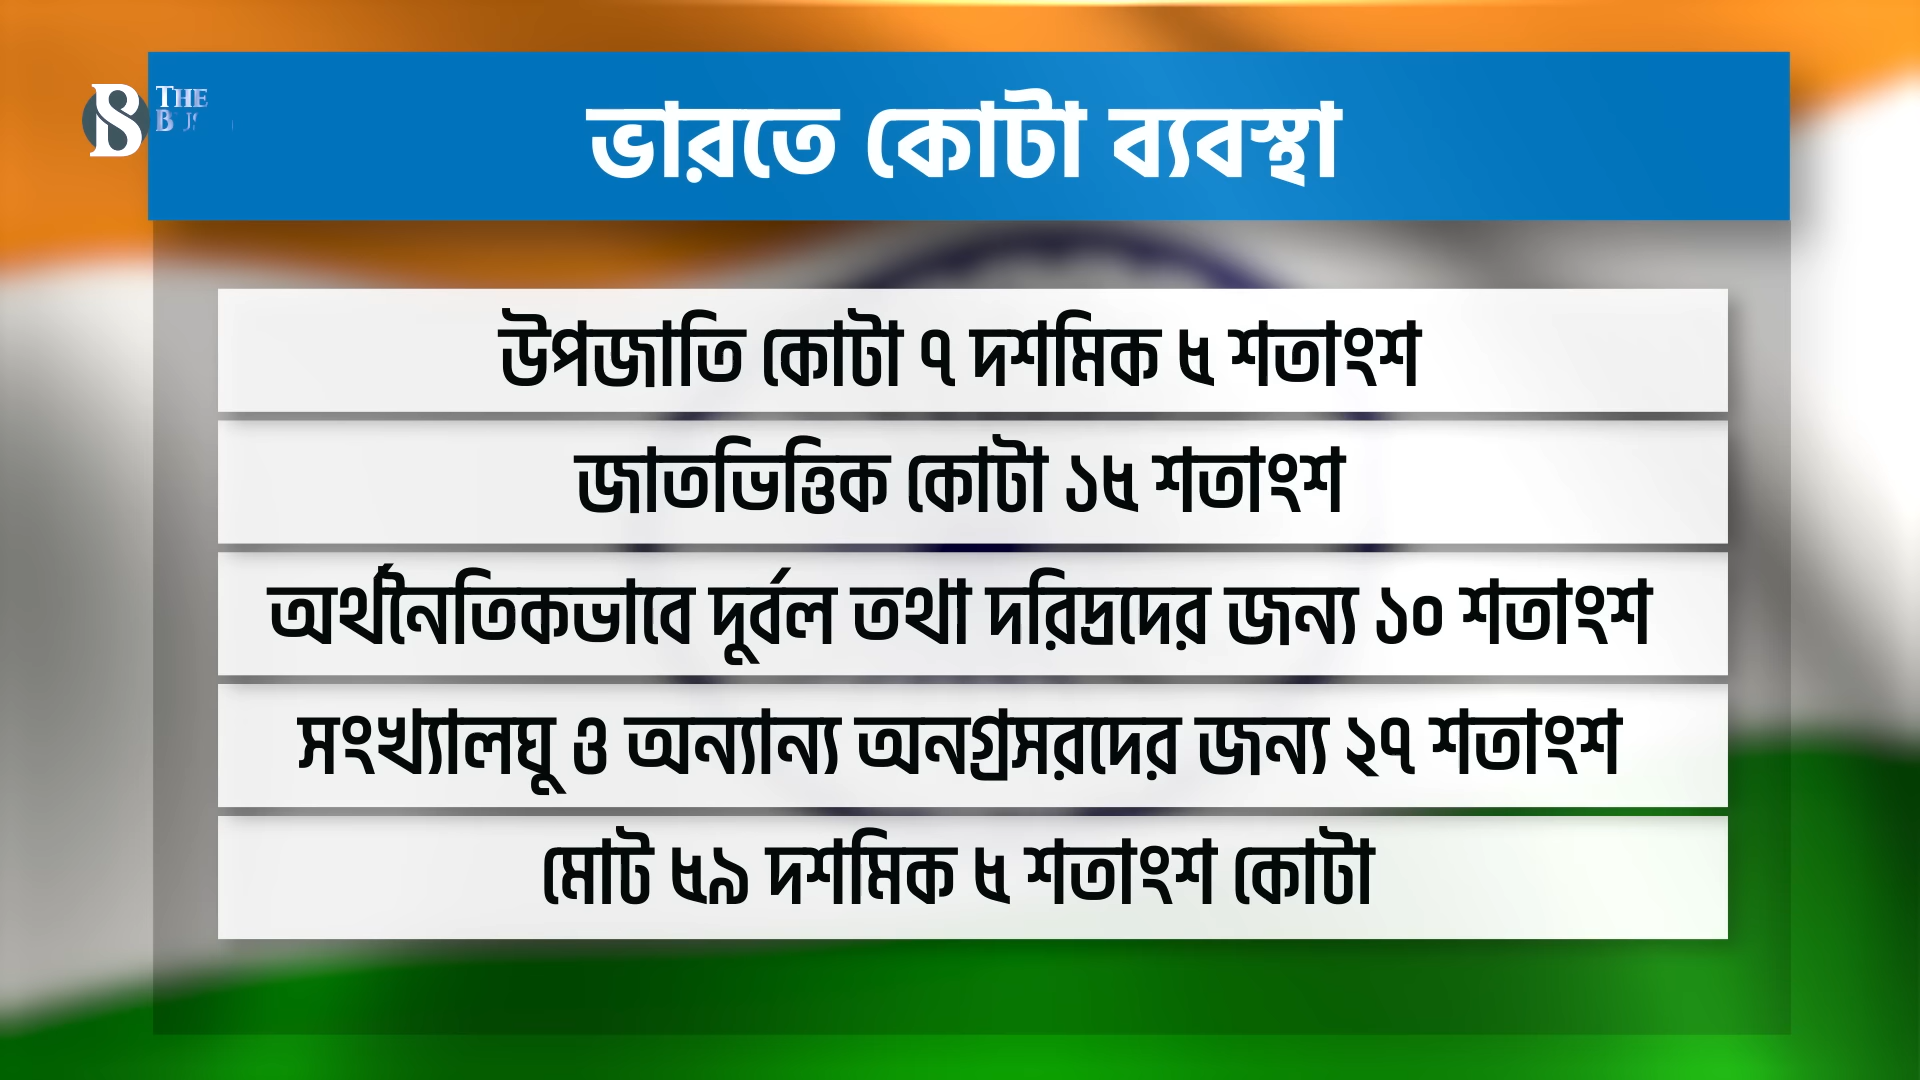 THE
ভারতে কোটা ব্যবস্থা
উপজাতি কোটা ৭ দশমিক ৫ শতাংশ
জাতভিত্তিক কোটা ১৫ শতাংশ
অর্থনৈতিকভাবে দুর্বল তথা দরিদ্রদের জন্য ১০ শতাংশ
সংখ্যালঘু ও অন্যান্য অনগ্রসরদের জন্য ২৭ শতাংশ
মোট ৫৯ দশমিক ৫ শতাংশ কোটা